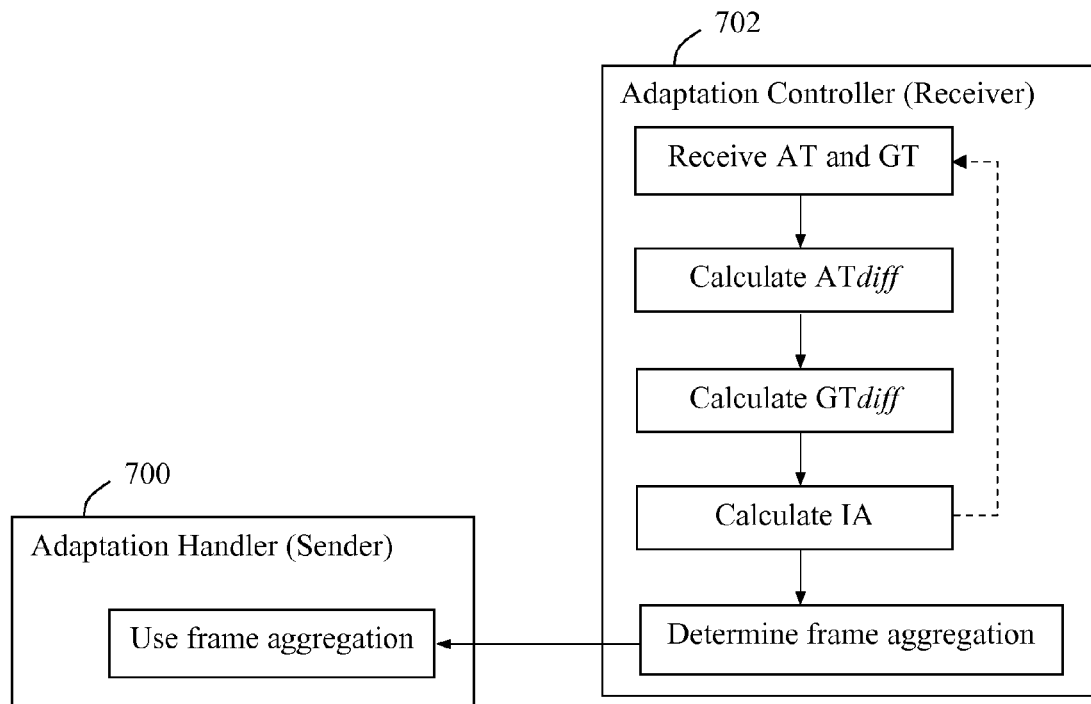 702
Adaptation Controller (Receiver)
Receive AT and GT
Calculate ATdiff
Calculate GTdiff
Calculate IA
Determine frame aggregation
700
Adaptation Handler (Sender)
Use frame aggregation